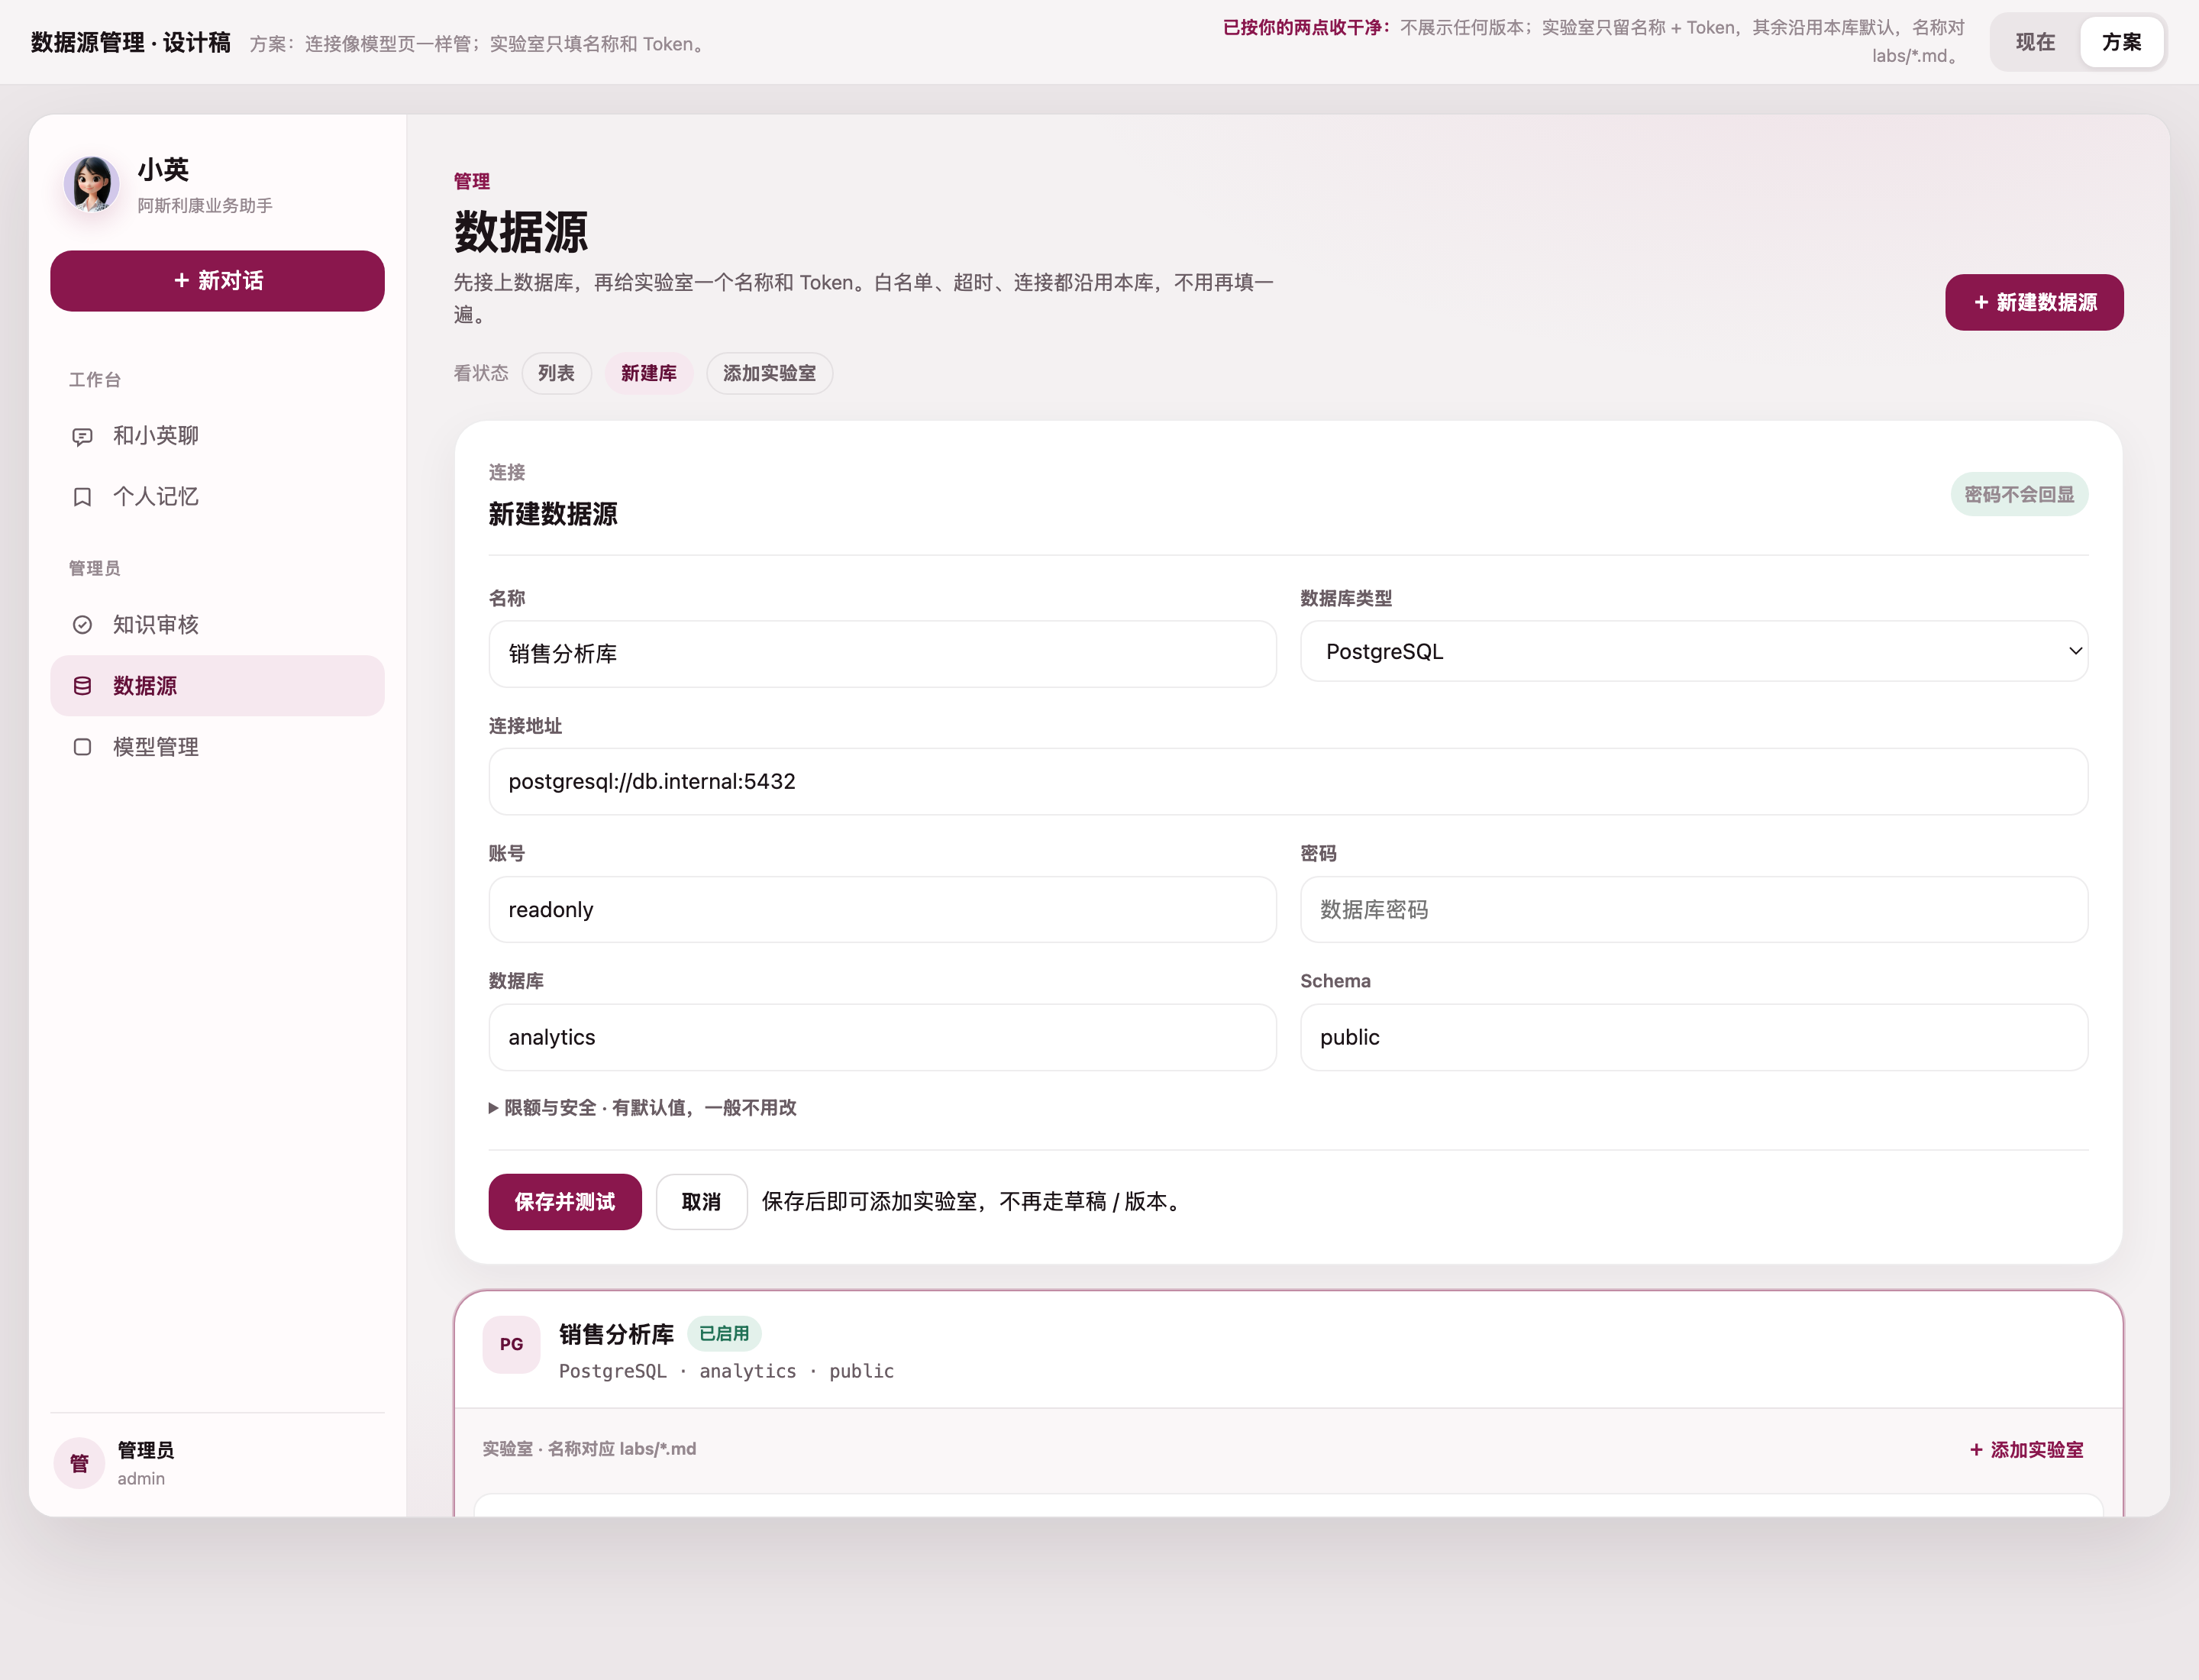 数据源管理 · 设计稿
方案：连接像模型页一样管；实验室只填名称和 Token。
已按你的两点收干净：不展示任何版本；实验室只留名称 + Token，其余沿用本库默认，名称对
labs/*.md。
现在
方案
小英
阿斯利康业务助手
+ 新对话
工作台
和小英聊
个人记忆
管理员
知识审核
数据源
模型管理
管
管理员
admin
管理
数据源
先接上数据库，再给实验室一个名称和 Token。白名单、超时、连接都沿用本库，不用再填一
遍。
+ 新建数据源
看状态
列表
新建库
添加实验室
连接
新建数据源
密码不会回显
名称
数据库类型
销售分析库
PostgreSQL
连接地址
postgresql://db.internal:5432
账号
密码
readonly
数据库密码
数据库
Schema
analytics
public
限额与安全 · 有默认值，一般不用改
保存并测试
取消
保存后即可添加实验室，不再走草稿 / 版本。
PG
销售分析库
已启用
PostgreSQL · analytics · public
实验室 · 名称对应 labs/*.md
+ 添加实验室